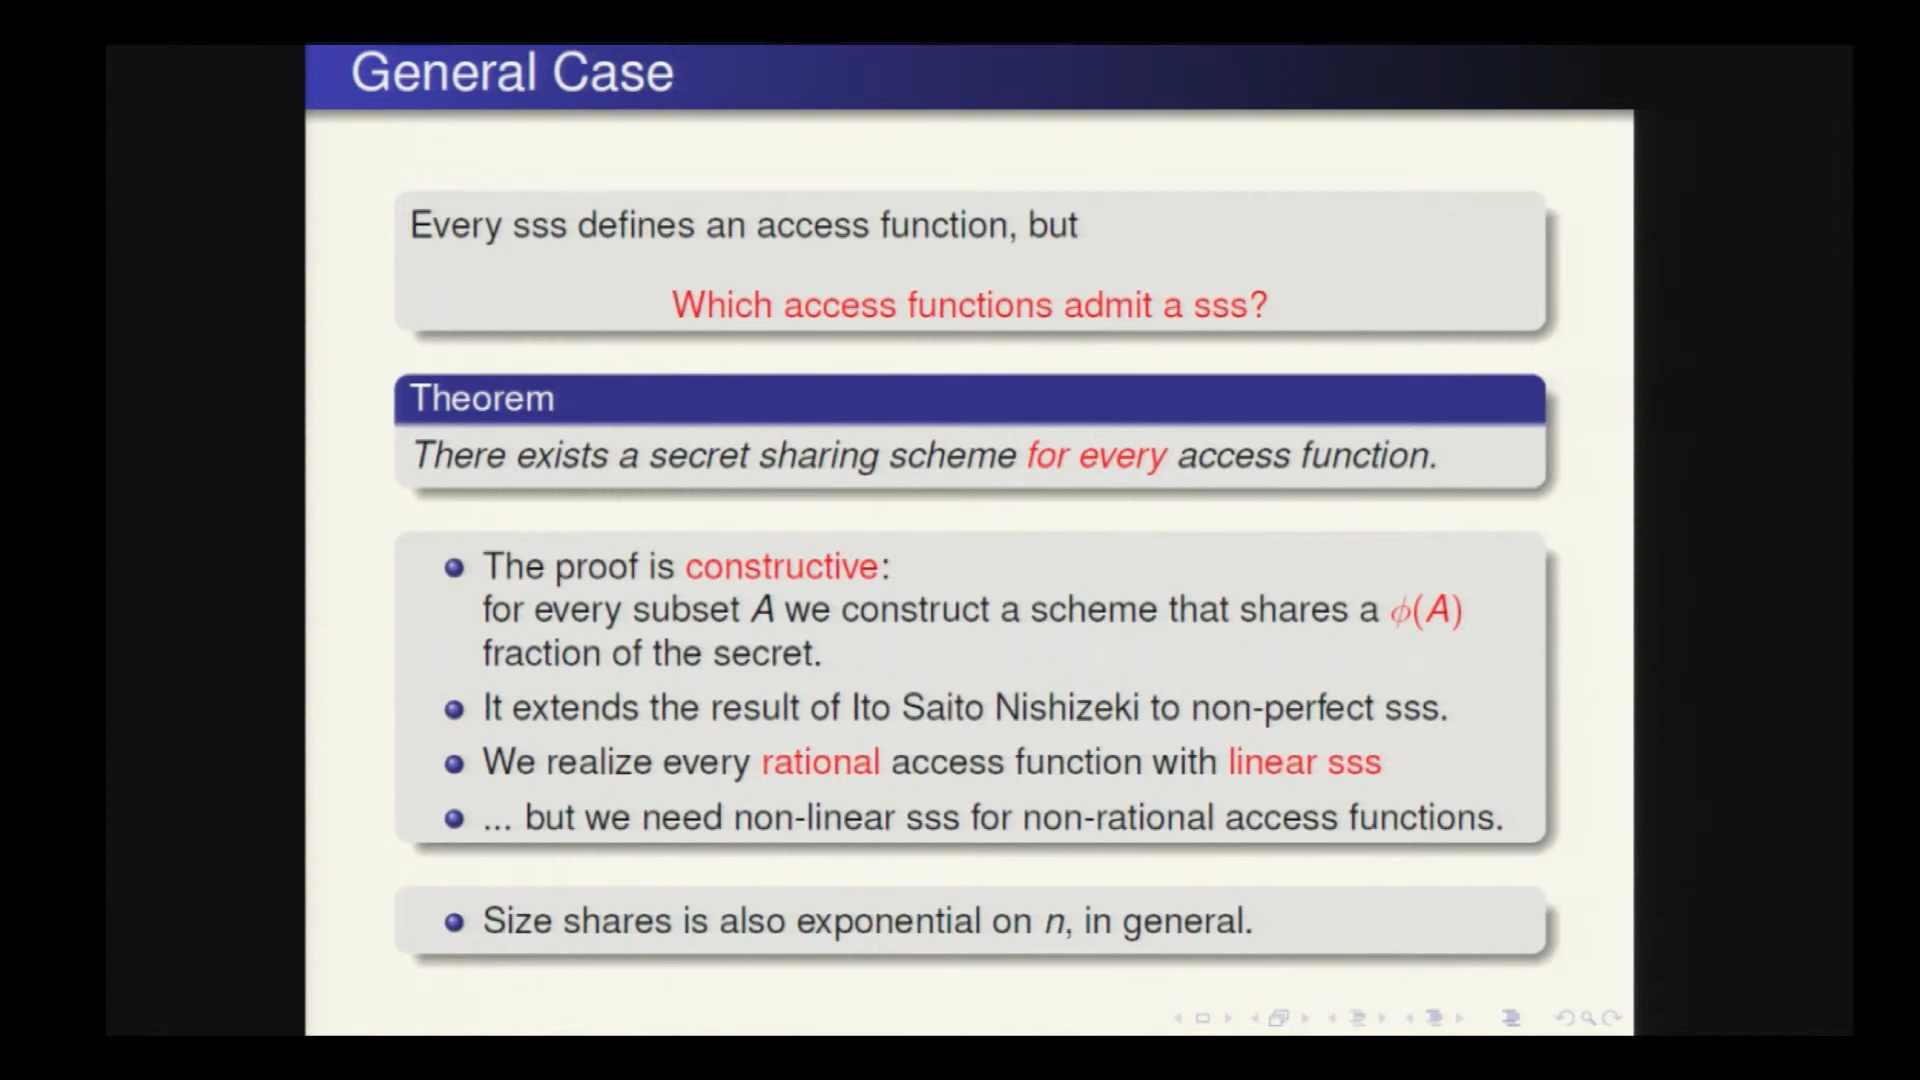 General Case
Every sss defines an access function, but
Which access functions admit a sss?
Theorem
There exists a secret sharing scheme for every access function.
The proof is constructive:
for every subset A we construct a scheme that shares a ϕ(A)
fraction of the secret.
It extends the result of Ito Saito Nishizeki to non-perfect sss.
We realize every rational access function with linear sss
... but we need non-linear sss for non-rational access functions.
Size shares is also exponential on n, in general.